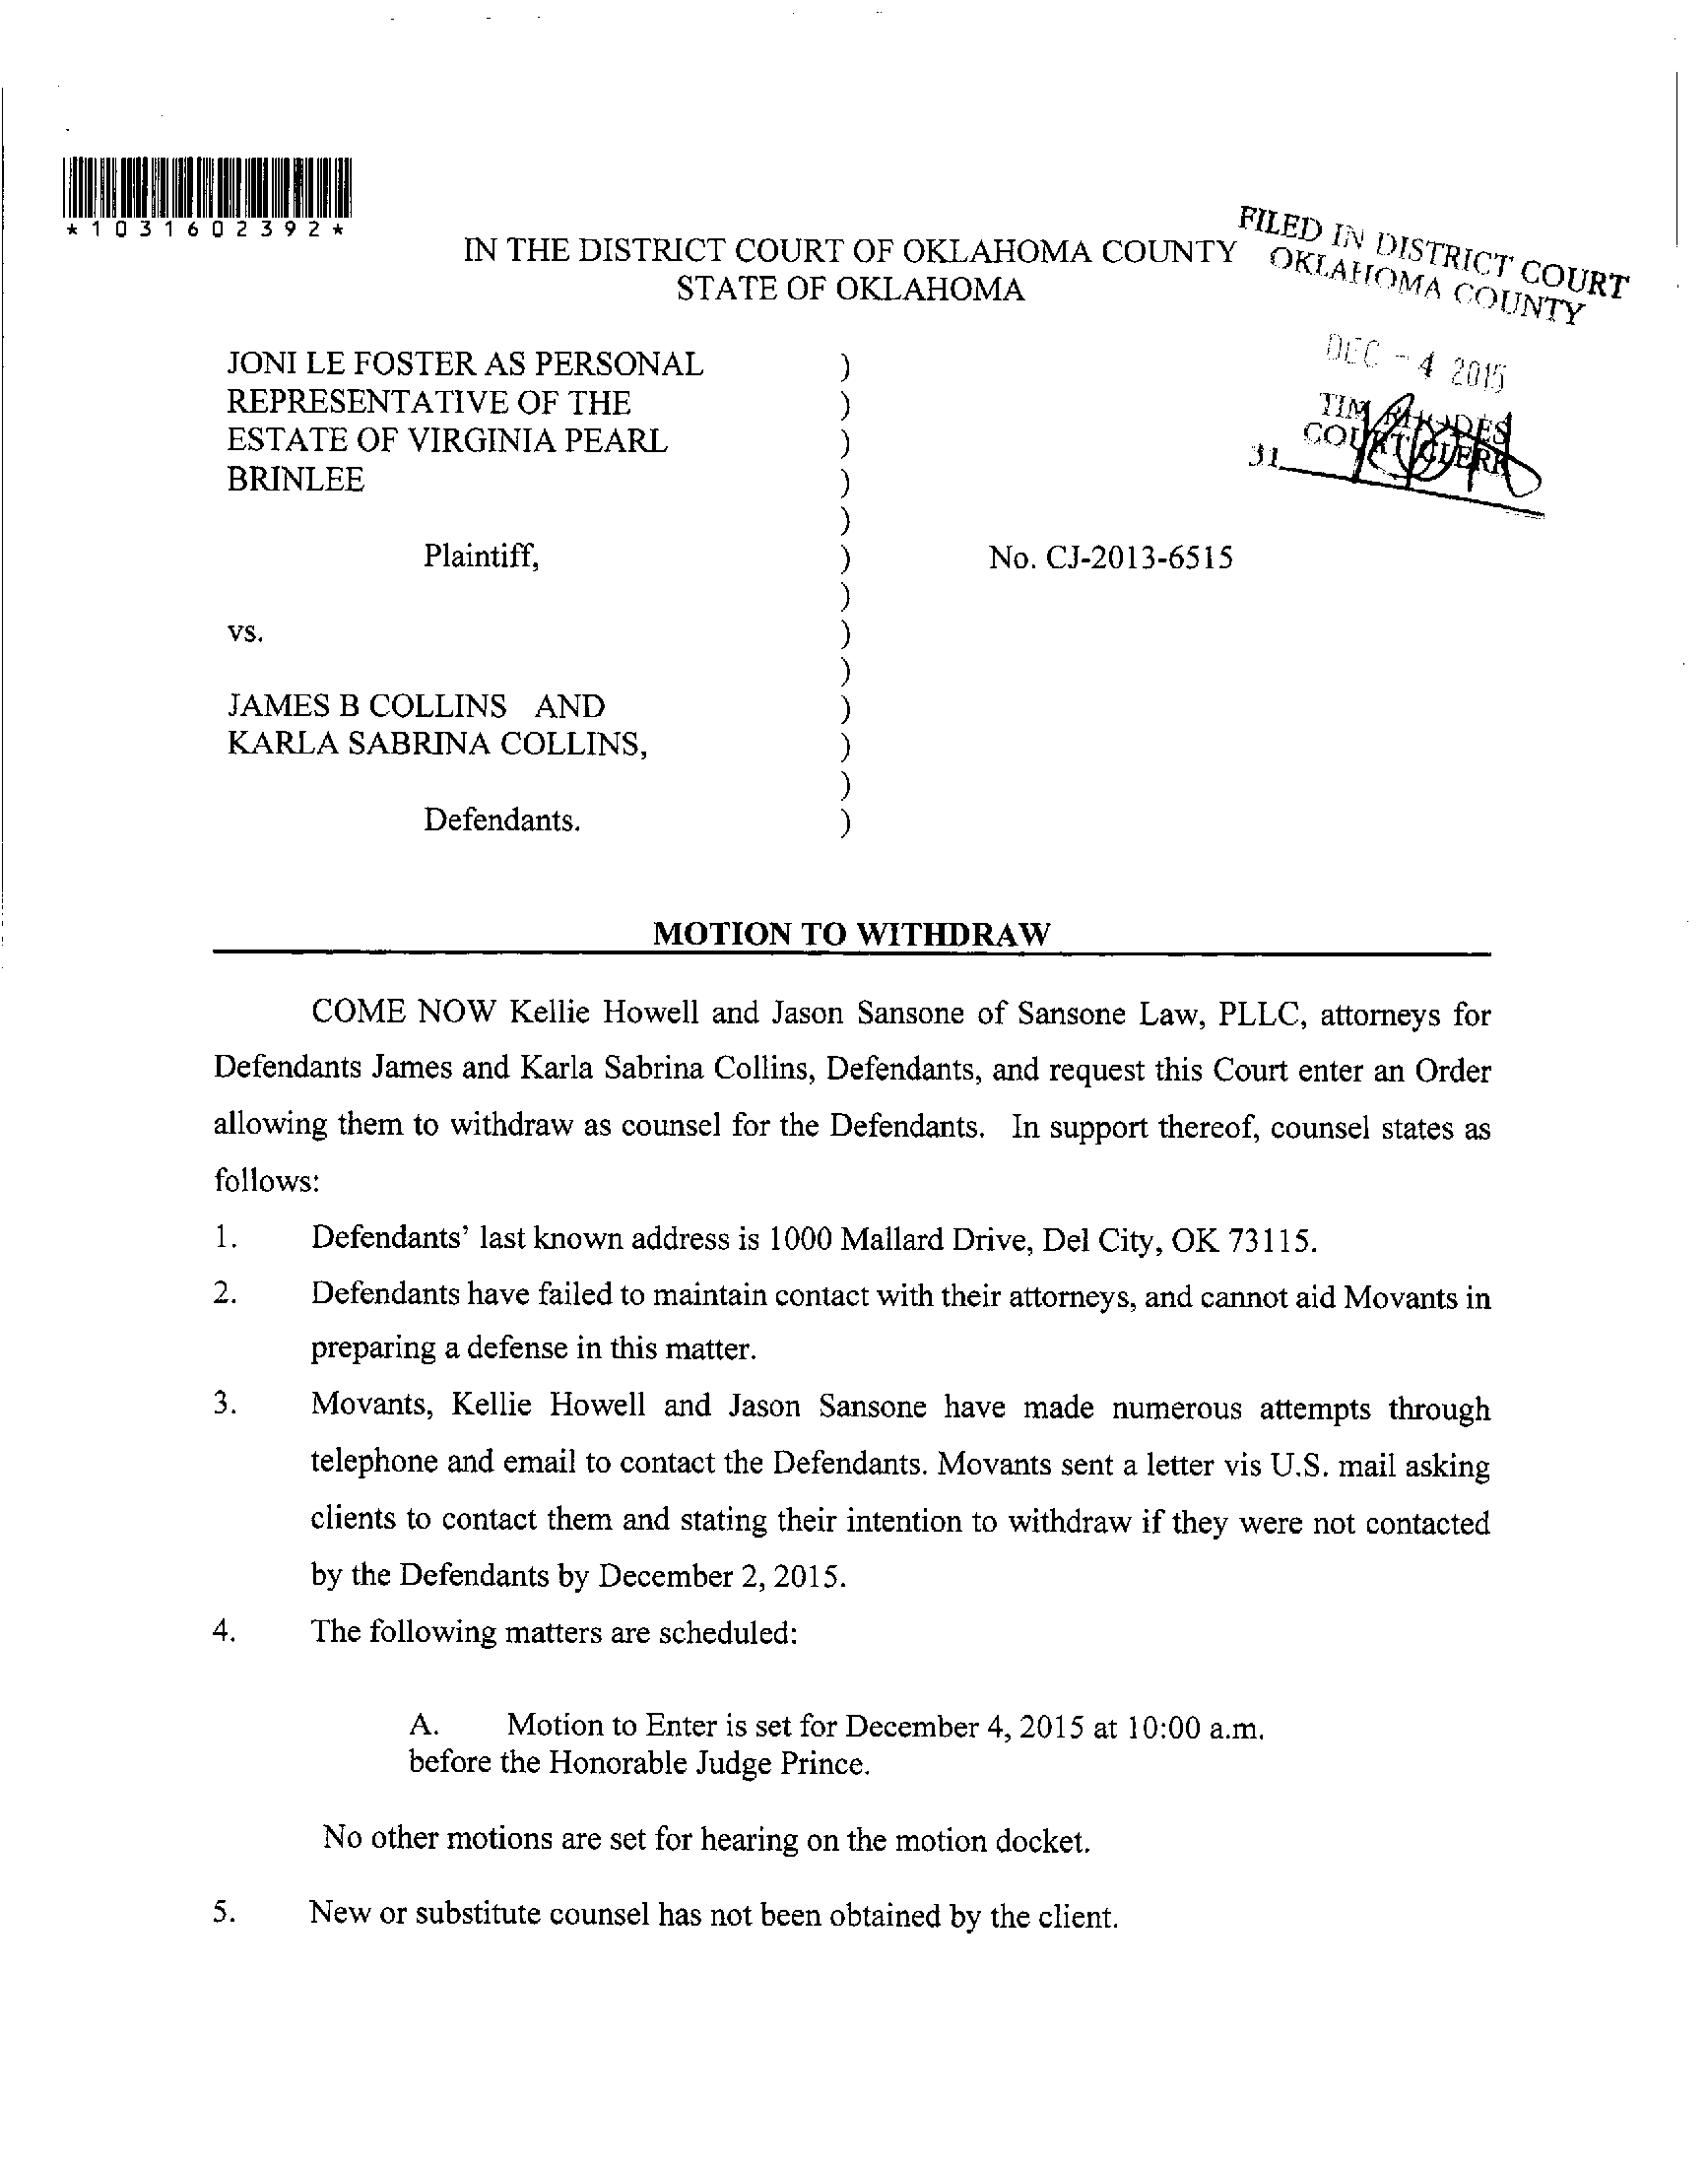 *1031602392*
FILED IN DISTRICT COURT
OKLAHOMA COUNTY
IN THE DISTRICT COURT OF OKLAHOMA COUNTY
STATE OF OKLAHOMA
DEC -4 2015
TIM RHODES
COURT CLERK
31
JONI LE FOSTER AS PERSONAL )
REPRESENTATIVE OF THE )
ESTATE OF VIRGINIA PEARL )
BRINLEE )
)
Plaintiff, ) No. CJ-2013-6515
)
vs. )
)
JAMES B COLLINS AND )
KARLA SABRINA COLLINS, )
)
Defendants. )
MOTION TO WITHDRAW
COME NOW Kellie Howell and Jason Sansone of Sansone Law, PLLC, attorneys for
Defendants James and Karla Sabrina Collins, Defendants, and request this Court enter an Order
allowing them to withdraw as counsel for the Defendants. In support thereof, counsel states as
follows:
1. Defendants' last known address is 1000 Mallard Drive, Del City, OK 73115.
2. Defendants have failed to maintain contact with their attorneys, and cannot aid Movants in
preparing a defense in this matter.
3. Movants, Kellie Howell and Jason Sansone have made numerous attempts through
telephone and email to contact the Defendants. Movants sent a letter vis U.S. mail asking
clients to contact them and stating their intention to withdraw if they were not contacted
by the Defendants by December 2, 2015.
4. The following matters are scheduled:
A. Motion to Enter is set for December 4, 2015 at 10:00 a.m.
before the Honorable Judge Prince.
No other motions are set for hearing on the motion docket.
5. New or substitute counsel has not been obtained by the client.